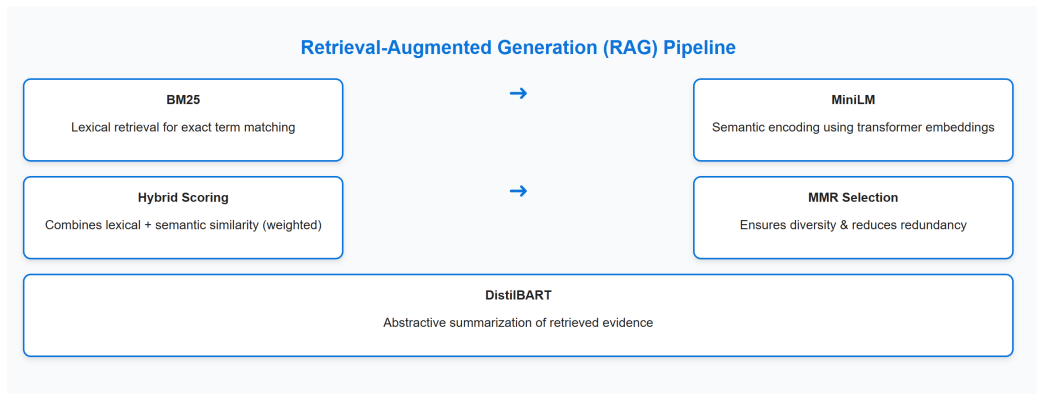 Retrieval-Augmented Generation (RAG) Pipeline
BM25
Lexical retrieval for exact term matching
→
MiniLM
Semantic encoding using transformer embeddings
Hybrid Scoring
Combines lexical + semantic similarity (weighted)
→
MMR Selection
Ensures diversity & reduces redundancy
DistilBART
Abstractive summarization of retrieved evidence